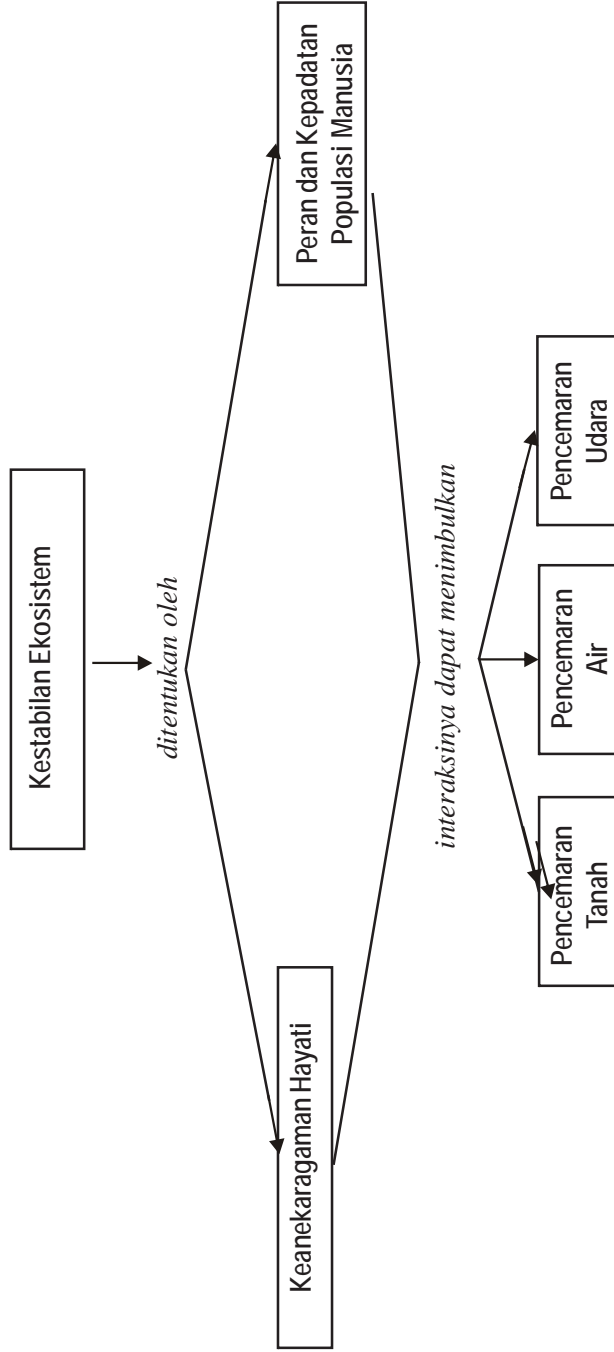 Kestabilan Ekosistem
ditentukan oleh
Keanekaragaman Hayati
Peran dan Kepadatan
Populasi Manusia
interaksinya dapat menimbulkan
Pencemaran
Tanah
Pencemaran
Air
Pencemaran
Udara